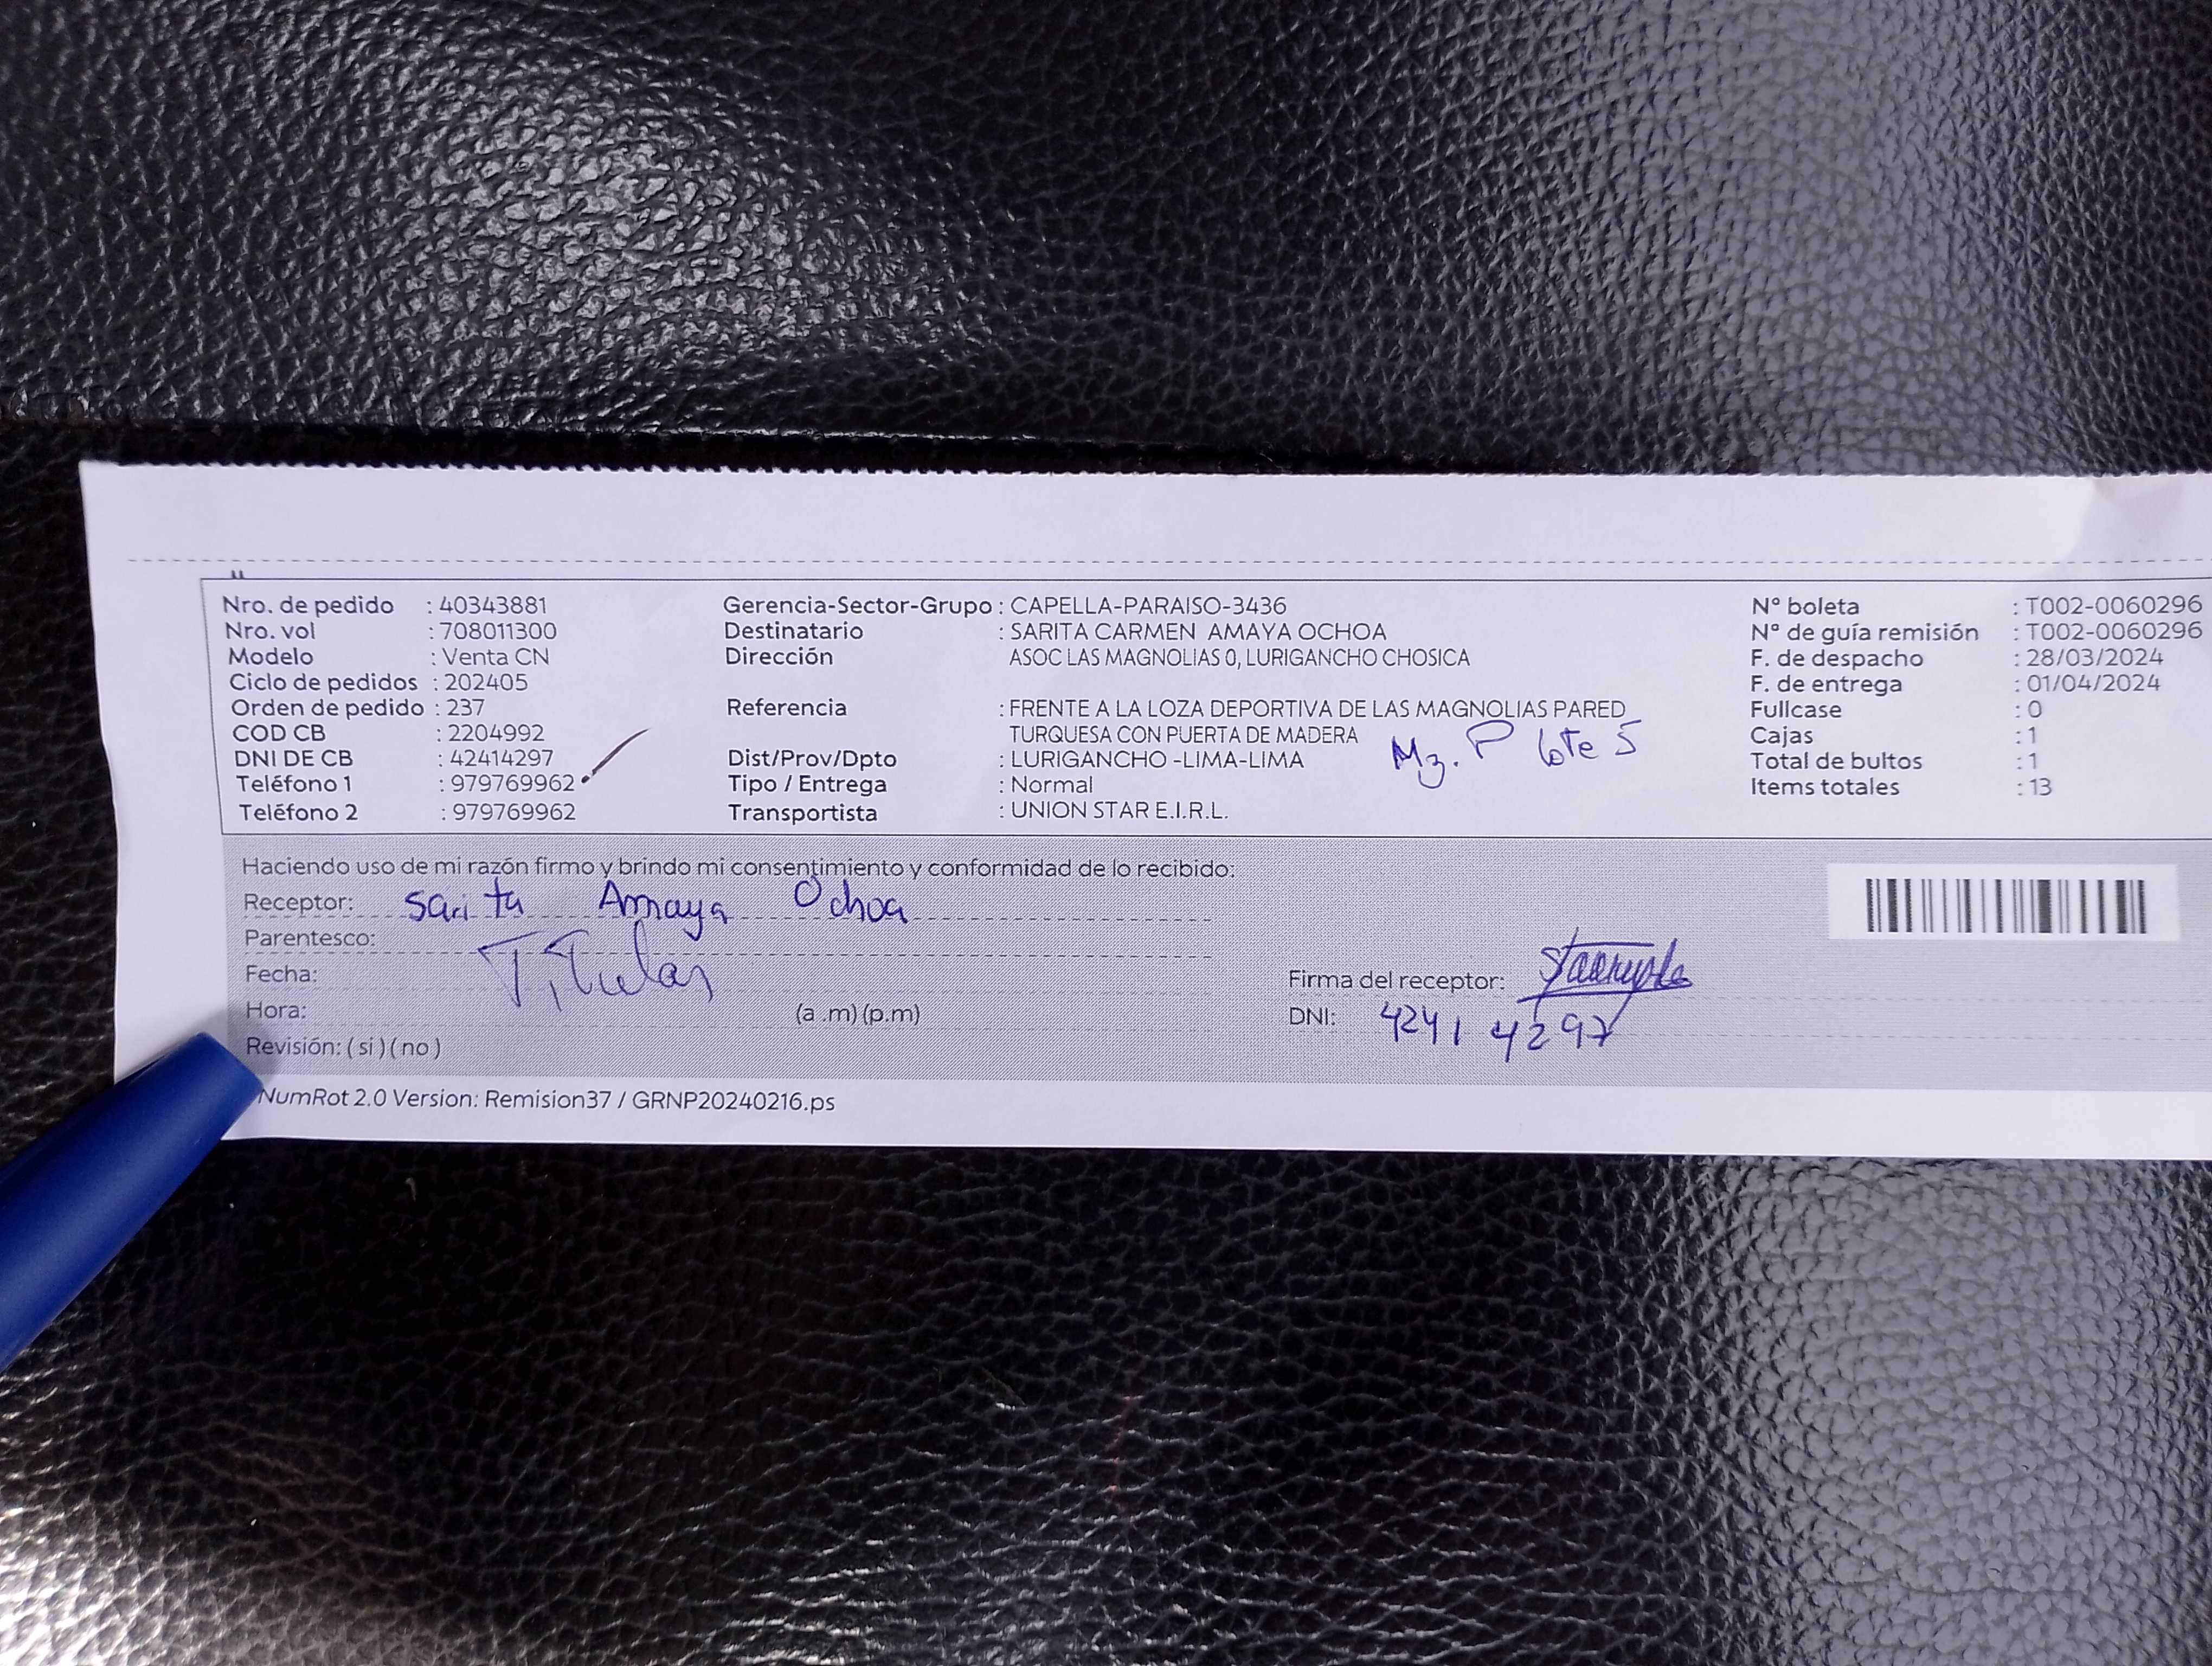 Nro. de pedido : 40343881
Nro. vol : 708011300
Modelo : Venta CN
Ciclo de pedidos : 202405
Orden de pedido : 237
COD CB : 2204992
DNI DE CB : 42414297
Teléfono 1 : 979769962
Teléfono 2 : 979769962
Gerencia-Sector-Grupo : CAPELLA-PARAISO-3436
Destinatario : SARITA CARMEN AMAYA OCHOA
Dirección ASOC LAS MAGNOLIAS 0, LURIGANCHO CHOSICA
Referencia : FRENTE A LA LOZA DEPORTIVA DE LAS MAGNOLIAS PARED
TURQUESA CON PUERTA DE MADERA
Mz. P lote 5
Dist/Prov/Dpto : LURIGANCHO -LIMA-LIMA
Tipo / Entrega : Normal
Transportista : UNION STAR E.I.R.L.
N° boleta : T002-0060296
N° de guía remisión : T002-0060296
F. de despacho : 28/03/2024
F. de entrega : 01/04/2024
Fullcase : 0
Cajas : 1
Total de bultos : 1
Items totales : 13
Haciendo uso de mi razón firmo y brindo mi consentimiento y conformidad de lo recibido:
Receptor: Sarita Amaya Ochoa
Parentesco: Titular
Fecha:
Hora: (a .m) (p.m)
Revisión: ( si ) ( no )
Firma del receptor:
DNI: 42414297
NumRot 2.0 Version: Remision37 / GRNP20240216.ps